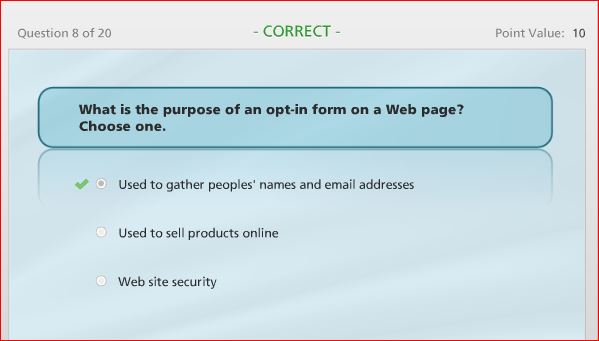 Question 8 of 20
- CORRECT -
Point Value: 10
What is the purpose of an opt-in form on a Web page?
Choose one.
Used to gather peoples' names and email addresses
Used to sell products online
Web site security